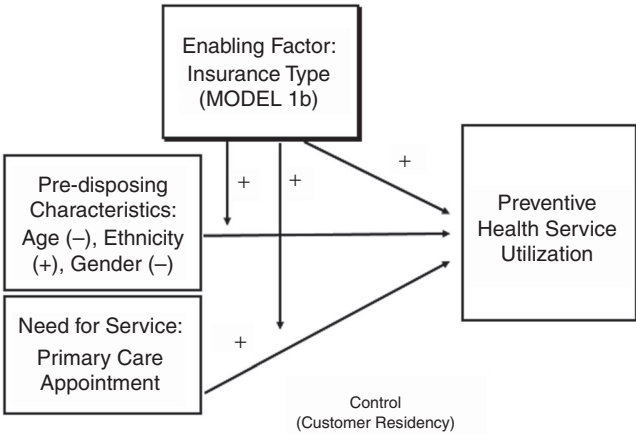 Enabling Factor:
Insurance Type
(MODEL 1b)
+
+
+
Pre-disposing
Characteristics:
Age (–), Ethnicity
(+), Gender (–)
Preventive
Health Service
Utilization
Need for Service:
Primary Care
Appointment
+
Control
(Customer Residency)